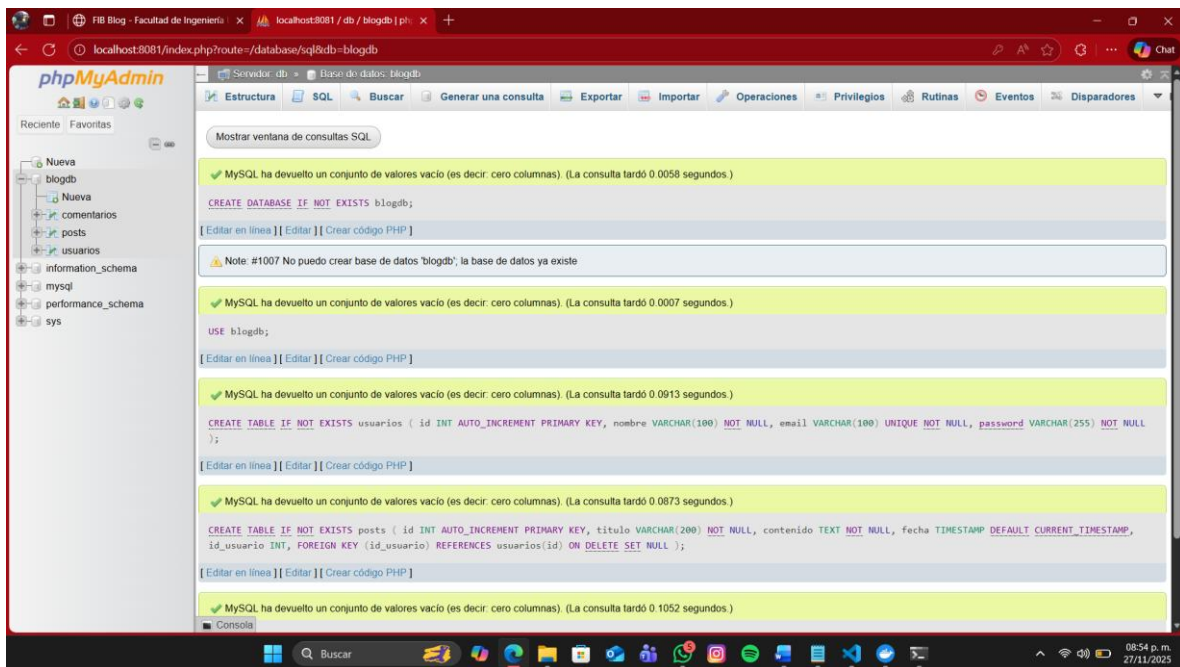 FIB Blog - Facultad de Ingeniería
localhost:8081 / db / blogdb | ph
localhost:8081/index.php?route=/database/sql&db=blogdb
Chat
phpMyAdmin
Reciente Favoritas
Nueva
blogdb
Nueva
comentarios
posts
usuarios
information_schema
mysql
performance_schema
sys
Servidor: db » Base de datos: blogdb
Estructura SQL Buscar Generar una consulta Exportar Importar Operaciones Privilegios Rutinas Eventos Disparadores
Mostrar ventana de consultas SQL
MySQL ha devuelto un conjunto de valores vacío (es decir: cero columnas). (La consulta tardó 0.0058 segundos.)
CREATE DATABASE IF NOT EXISTS blogdb;
[ Editar en línea ] [ Editar ] [ Crear código PHP ]
Note: #1007 No puedo crear base de datos 'blogdb'; la base de datos ya existe
MySQL ha devuelto un conjunto de valores vacío (es decir: cero columnas). (La consulta tardó 0.0007 segundos.)
USE blogdb;
[ Editar en línea ] [ Editar ] [ Crear código PHP ]
MySQL ha devuelto un conjunto de valores vacío (es decir: cero columnas). (La consulta tardó 0.0913 segundos.)
CREATE TABLE IF NOT EXISTS usuarios ( id INT AUTO_INCREMENT PRIMARY KEY, nombre VARCHAR(100) NOT NULL, email VARCHAR(100) UNIQUE NOT NULL, password VARCHAR(255) NOT NULL
);
[ Editar en línea ] [ Editar ] [ Crear código PHP ]
MySQL ha devuelto un conjunto de valores vacío (es decir: cero columnas). (La consulta tardó 0.0873 segundos.)
CREATE TABLE IF NOT EXISTS posts ( id INT AUTO_INCREMENT PRIMARY KEY, titulo VARCHAR(200) NOT NULL, contenido TEXT NOT NULL, fecha TIMESTAMP DEFAULT CURRENT_TIMESTAMP,
id_usuario INT, FOREIGN KEY (id_usuario) REFERENCES usuarios(id) ON DELETE SET NULL );
[ Editar en línea ] [ Editar ] [ Crear código PHP ]
MySQL ha devuelto un conjunto de valores vacío (es decir: cero columnas). (La consulta tardó 0.1052 segundos.)
Consola
Buscar
08:54 p. m.
27/11/2025